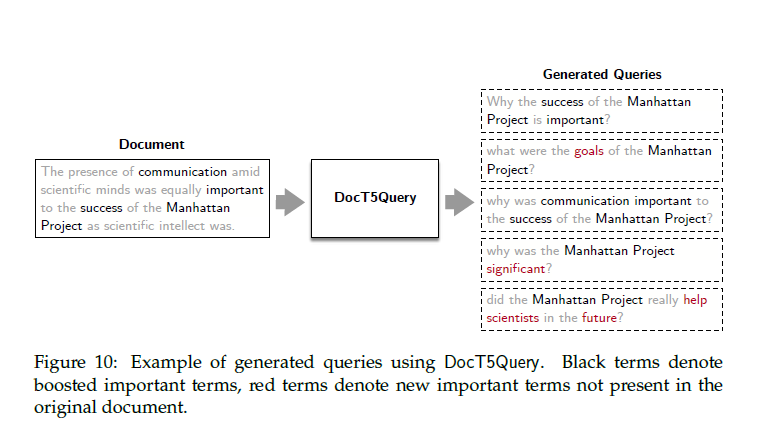 Generated Queries
Why the success of the Manhattan
Project is important?
Document
what were the goals of the Manhattan
Project?
The presence of communication amid
scientific minds was equally important
to the success of the Manhattan
Project as scientific intellect was.
DocT5Query
why was communication important to
the success of the Manhattan Project?
why was the Manhattan Project
significant?
did the Manhattan Project really help
scientists in the future?
Figure 10: Example of generated queries using DocT5Query. Black terms denote
boosted important terms, red terms denote new important terms not present in the
original document.